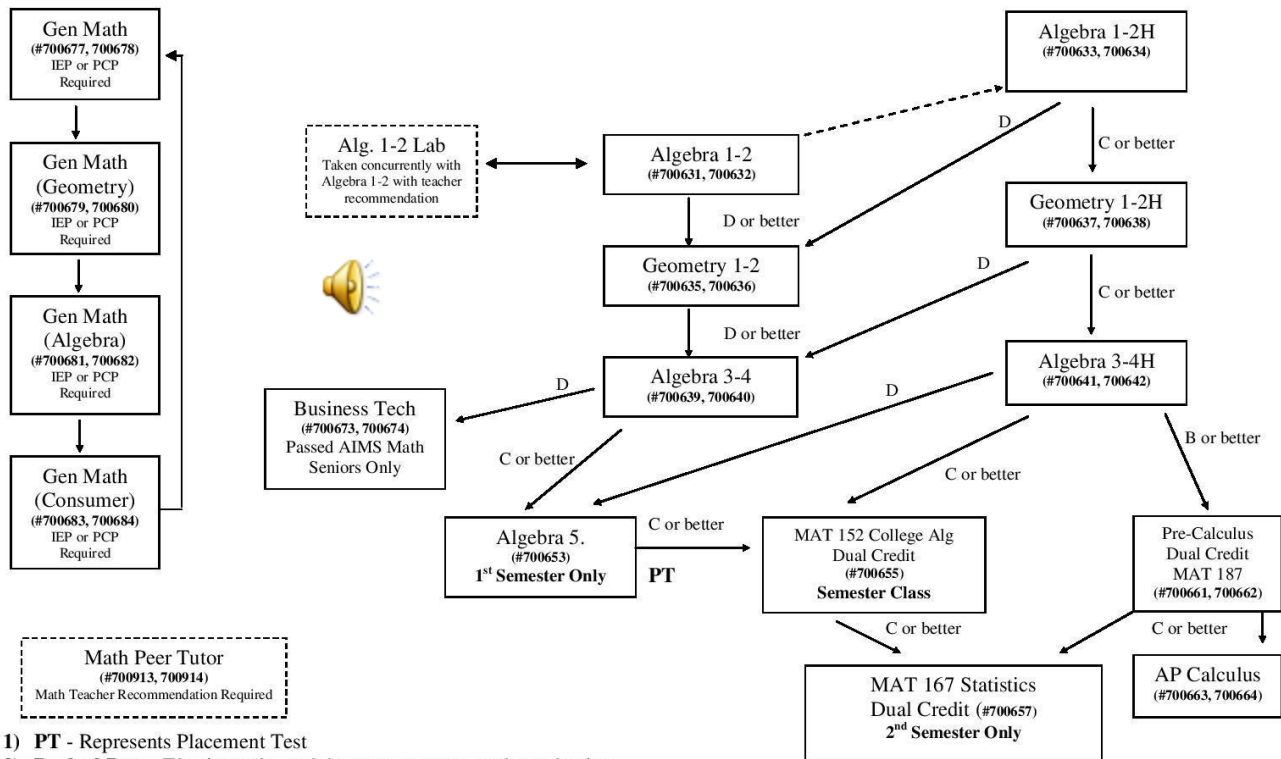 Gen Math
(#700677, 700678)
IEP or PCP
Required
Gen Math
(Geometry)
(#700679, 700680)
IEP or PCP
Required
Gen Math
(Algebra)
(#700681, 700682)
IEP or PCP
Required
Gen Math
(Consumer)
(#700683, 700684)
IEP or PCP
Required
Alg. 1-2 Lab
Taken concurrently with
Algebra 1-2 with teacher
recommendation
Algebra 1-2
(#700631, 700632)
D or better
Geometry 1-2
(#700635, 700636)
D or better
Algebra 3-4
(#700639, 700640)
D
Business Tech
(#700673, 700674)
Passed AIMS Math
Seniors Only
C or better
Algebra 5.
(#700653)
1st Semester Only
C or better
PT
Algebra 1-2H
(#700633, 700634)
D
C or better
Geometry 1-2H
(#700637, 700638)
D
C or better
Algebra 3-4H
(#700641, 700642)
D
C or better
B or better
MAT 152 College Alg
Dual Credit
(#700655)
Semester Class
Pre-Calculus
Dual Credit
MAT 187
(#700661, 700662)
C or better
C or better
MAT 167 Statistics
Dual Credit (#700657)
2nd Semester Only
AP Calculus
(#700663, 700664)
Math Peer Tutor
(#700913, 700914)
Math Teacher Recommendation Required
1) PT - Represents Placement Test